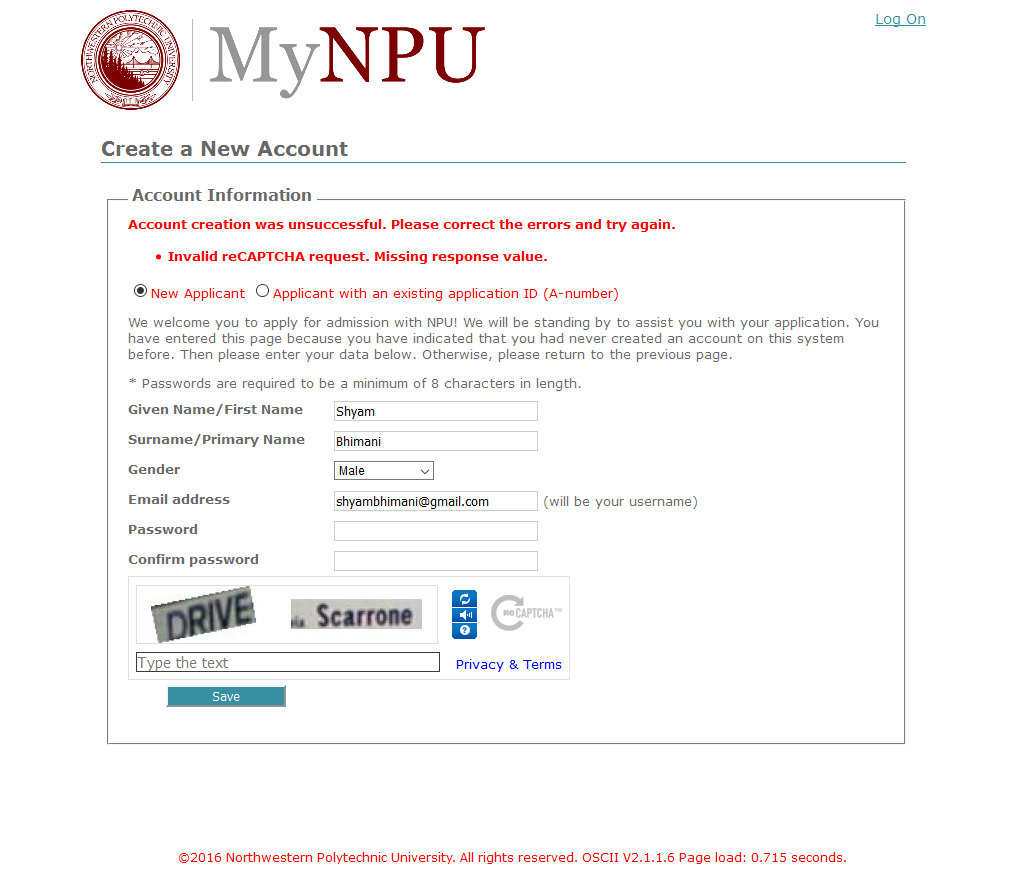 NORTHWESTERN POLYTECHNIC UNIVERSITY
MyNPU
Log On
Create a New Account
Account Information
Account creation was unsuccessful. Please correct the errors and try again.
• Invalid reCAPTCHA request. Missing response value.
New Applicant Applicant with an existing application ID (A-number)
We welcome you to apply for admission with NPU! We will be standing by to assist you with your application. You
have entered this page because you have indicated that you had never created an account on this system
before. Then please enter your data below. Otherwise, please return to the previous page.
* Passwords are required to be a minimum of 8 characters in length.
Given Name/First Name Shyam
Surname/Primary Name Bhimani
Gender Male
Email address shyambhimani@gmail.com (will be your username)
Password
Confirm password
DRIVE Scarrone
reCAPTCHA™
Type the text Privacy & Terms
Save
©2016 Northwestern Polytechnic University. All rights reserved. OSCII V2.1.1.6 Page load: 0.715 seconds.